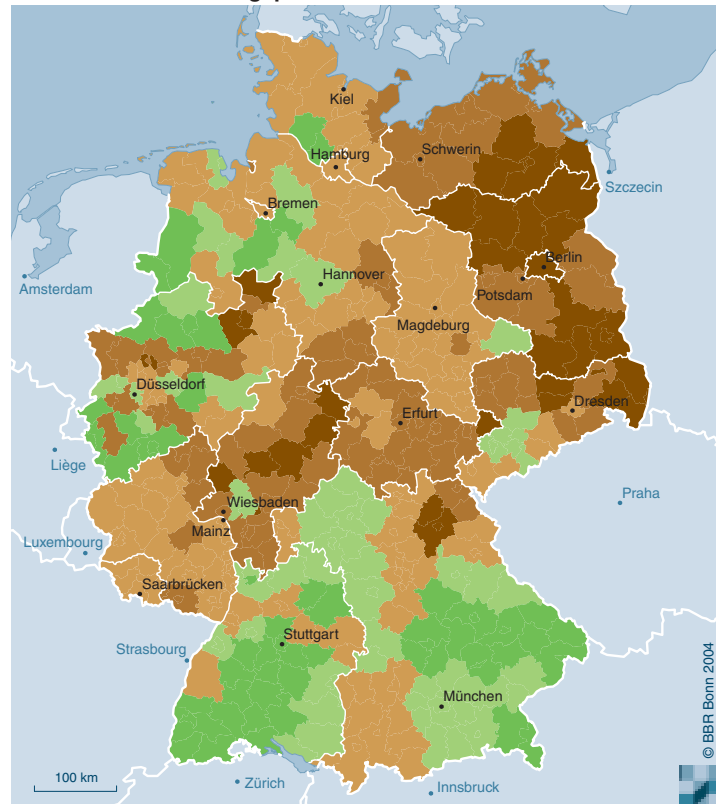 Kiel
Schwerin
Hamburg
Szczecin
Bremen
Berlin
Hannover
Amsterdam
Potsdam
Magdeburg
Düsseldorf
Dresden
Erfurt
Liège
Wiesbaden
Praha
Mainz
Luxembourg
Saarbrücken
Stuttgart
Strasbourg
München
© BBR Bonn 2004
100 km
Zürich
Innsbruck